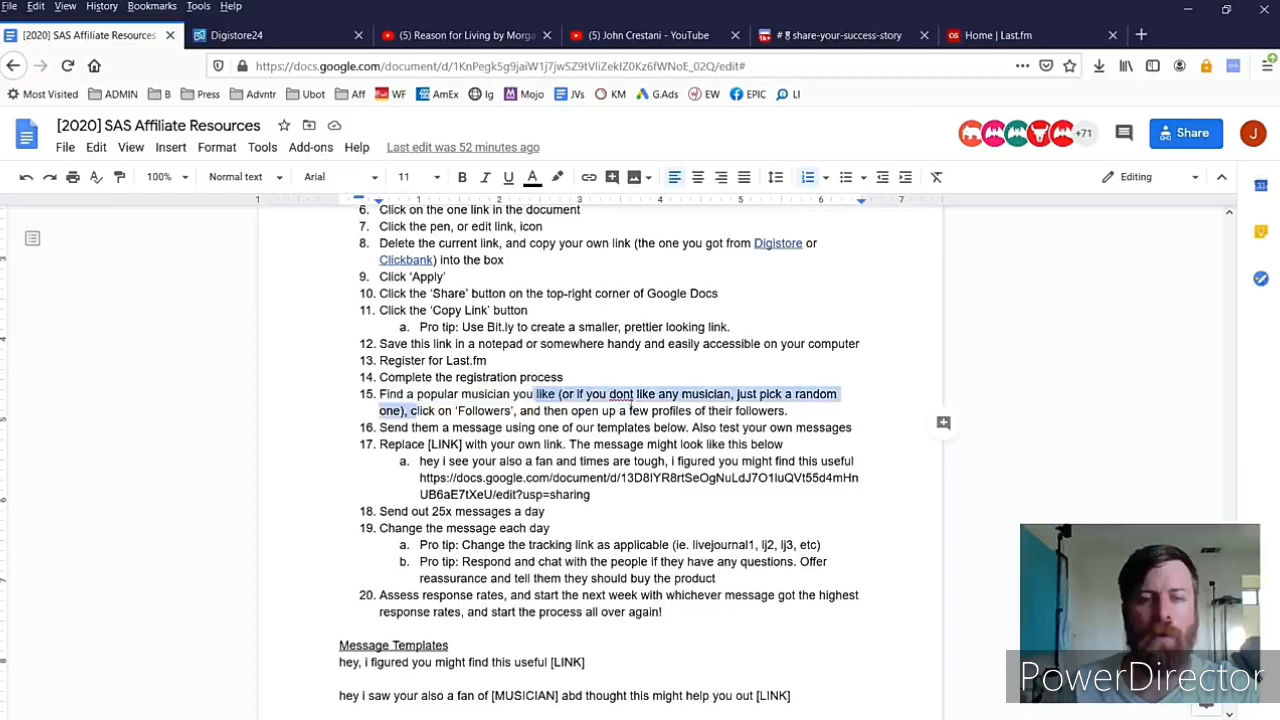 File Edit View History Bookmarks Tools Help
[2020] SAS Affiliate Resources Digistore24 (5) Reason for Living by Morga (5) John Crestani - YouTube share-your-success-story Home | Last.fm
https://docs.google.com/document/d/1KnPegk5g9jaiW1j7jwSZ9tVliZeklZ0Kz6fWNoE_02Q/edit#
Most Visited ADMIN B Press Advntr Ubot Aff WF AmEx Ig Mojo JVs KM G.Ads EW EPIC LI
[2020] SAS Affiliate Resources
+71 Share J
File Edit View Insert Format Tools Add-ons Help Last edit was 52 minutes ago
100% Normal text Arial 11 B I U A Editing
1 1 2 3 4 5 6 7
6. Click on the one link in the document
7. Click the pen, or edit link, icon
8. Delete the current link, and copy your own link (the one you got from Digistore or
Clickbank) into the box
9. Click 'Apply'
10. Click the 'Share' button on the top-right corner of Google Docs
11. Click the 'Copy Link' button
a. Pro tip: Use Bit.ly to create a smaller, prettier looking link.
12. Save this link in a notepad or somewhere handy and easily accessible on your computer
13. Register for Last.fm
14. Complete the registration process
15. Find a popular musician you like (or if you dont like any musician, just pick a random
one), click on 'Followers', and then open up a few profiles of their followers.
16. Send them a message using one of our templates below. Also test your own messages
17. Replace [LINK] with your own link. The message might look like this below
a. hey i see your also a fan and times are tough, i figured you might find this useful
https://docs.google.com/document/d/13D8IYR8rtSeOgNuLdJ7O1luQVt55d4mHn
UB6aE7tXeU/edit?usp=sharing
18. Send out 25x messages a day
19. Change the message each day
a. Pro tip: Change the tracking link as applicable (ie. livejournal1, lj2, lj3, etc)
b. Pro tip: Respond and chat with the people if they have any questions. Offer
reassurance and tell them they should buy the product
20. Assess response rates, and start the next week with whichever message got the highest
response rates, and start the process all over again!
Message Templates
hey, i figured you might find this useful [LINK]
hey i saw your also a fan of [MUSICIAN] abd thought this might help you out [LINK]
PowerDirector